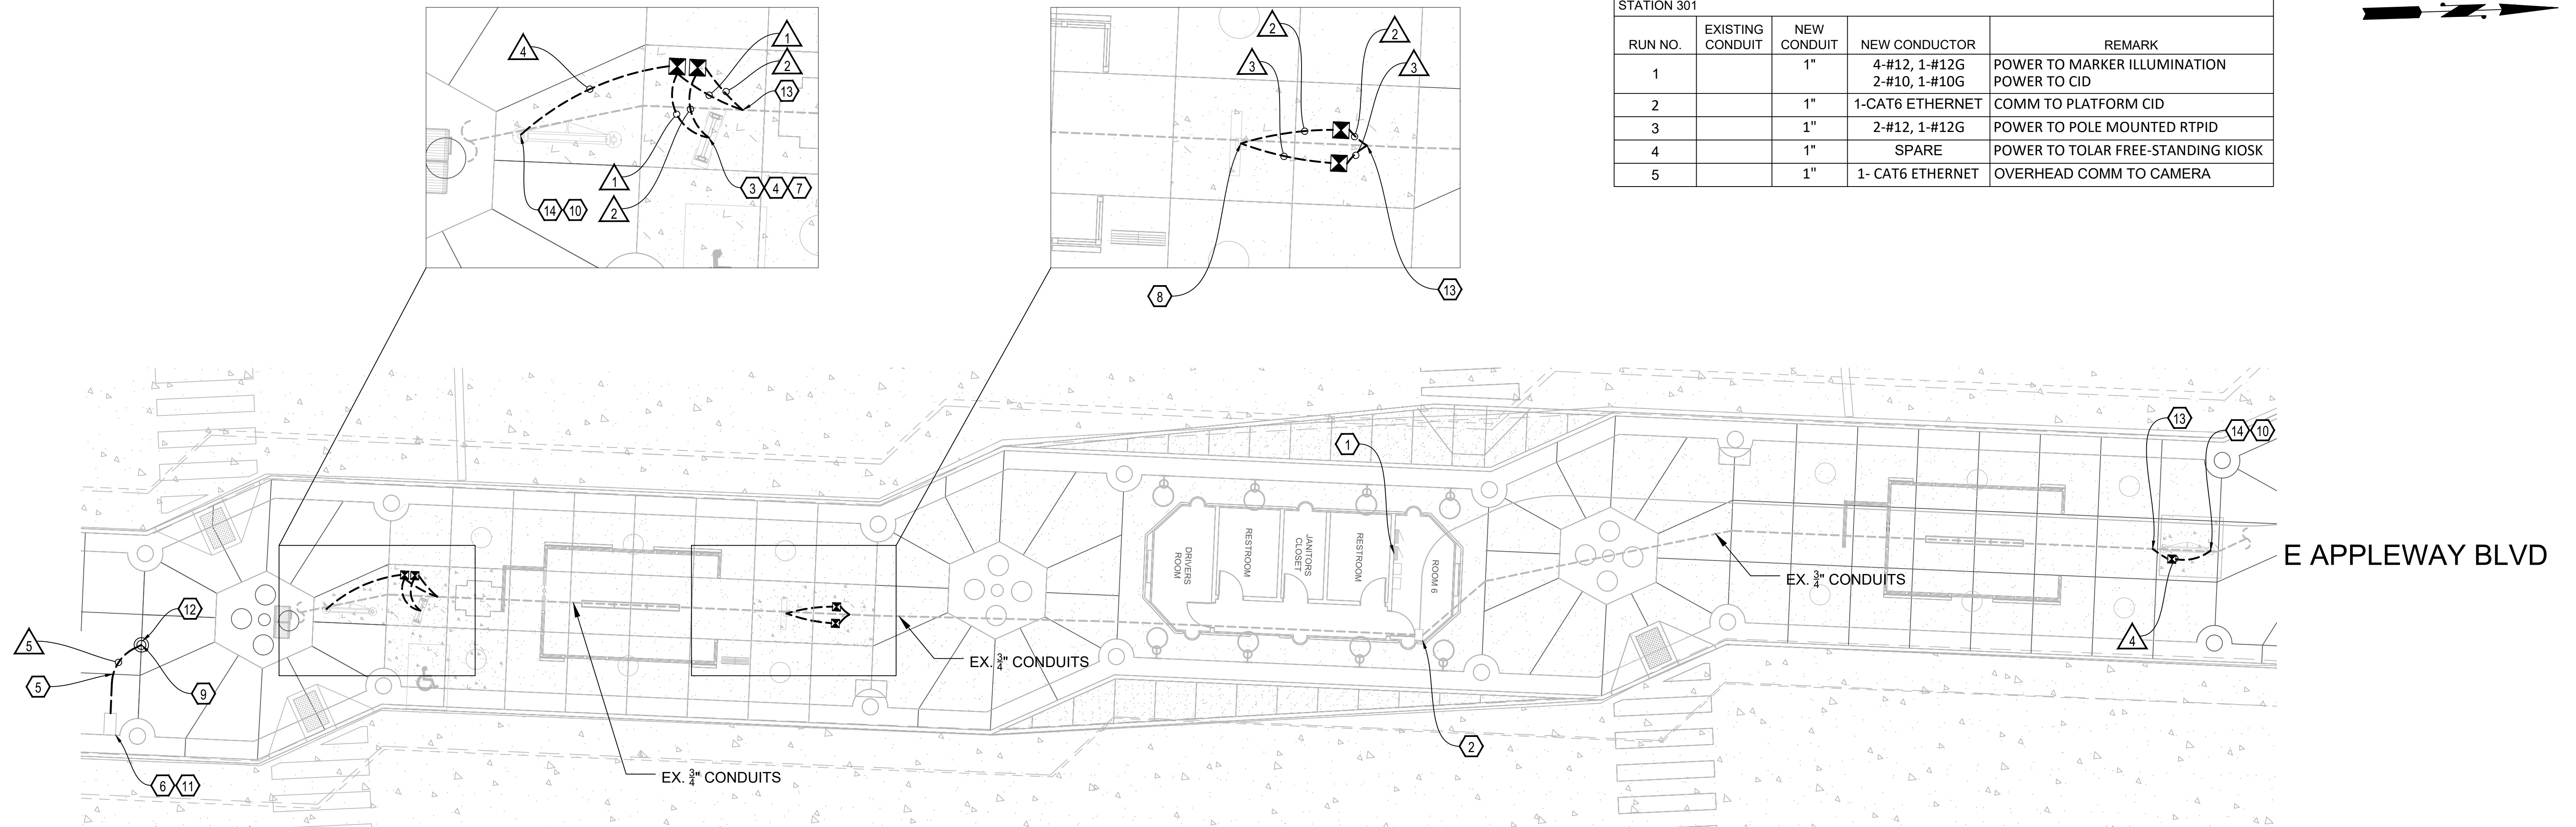 STATION 301
RUN NO.
EXISTING CONDUIT
NEW CONDUIT
NEW CONDUCTOR
REMARK
1
1"
4-#12, 1-#12G
POWER TO MARKER ILLUMINATION
2-#10, 1-#10G
POWER TO CID
2
1"
1-CAT6 ETHERNET
COMM TO PLATFORM CID
3
1"
2-#12, 1-#12G
POWER TO POLE MOUNTED RTPID
4
1"
SPARE
POWER TO TOLAR FREE-STANDING KIOSK
5
1"
1- CAT6 ETHERNET
OVERHEAD COMM TO CAMERA
4
1
2
13
1
2
3 4 7
14 10
2
2
3
3
8
13
1
13
14 10
4
DRIVERS ROOM
RESTROOM
JANITORS CLOSET
RESTROOM
ROOM 6
E APPLEWAY BLVD
EX. 3/4" CONDUITS
EX. 3/4" CONDUITS
EX. 3/4" CONDUITS
12
5
5
9
6 11
2